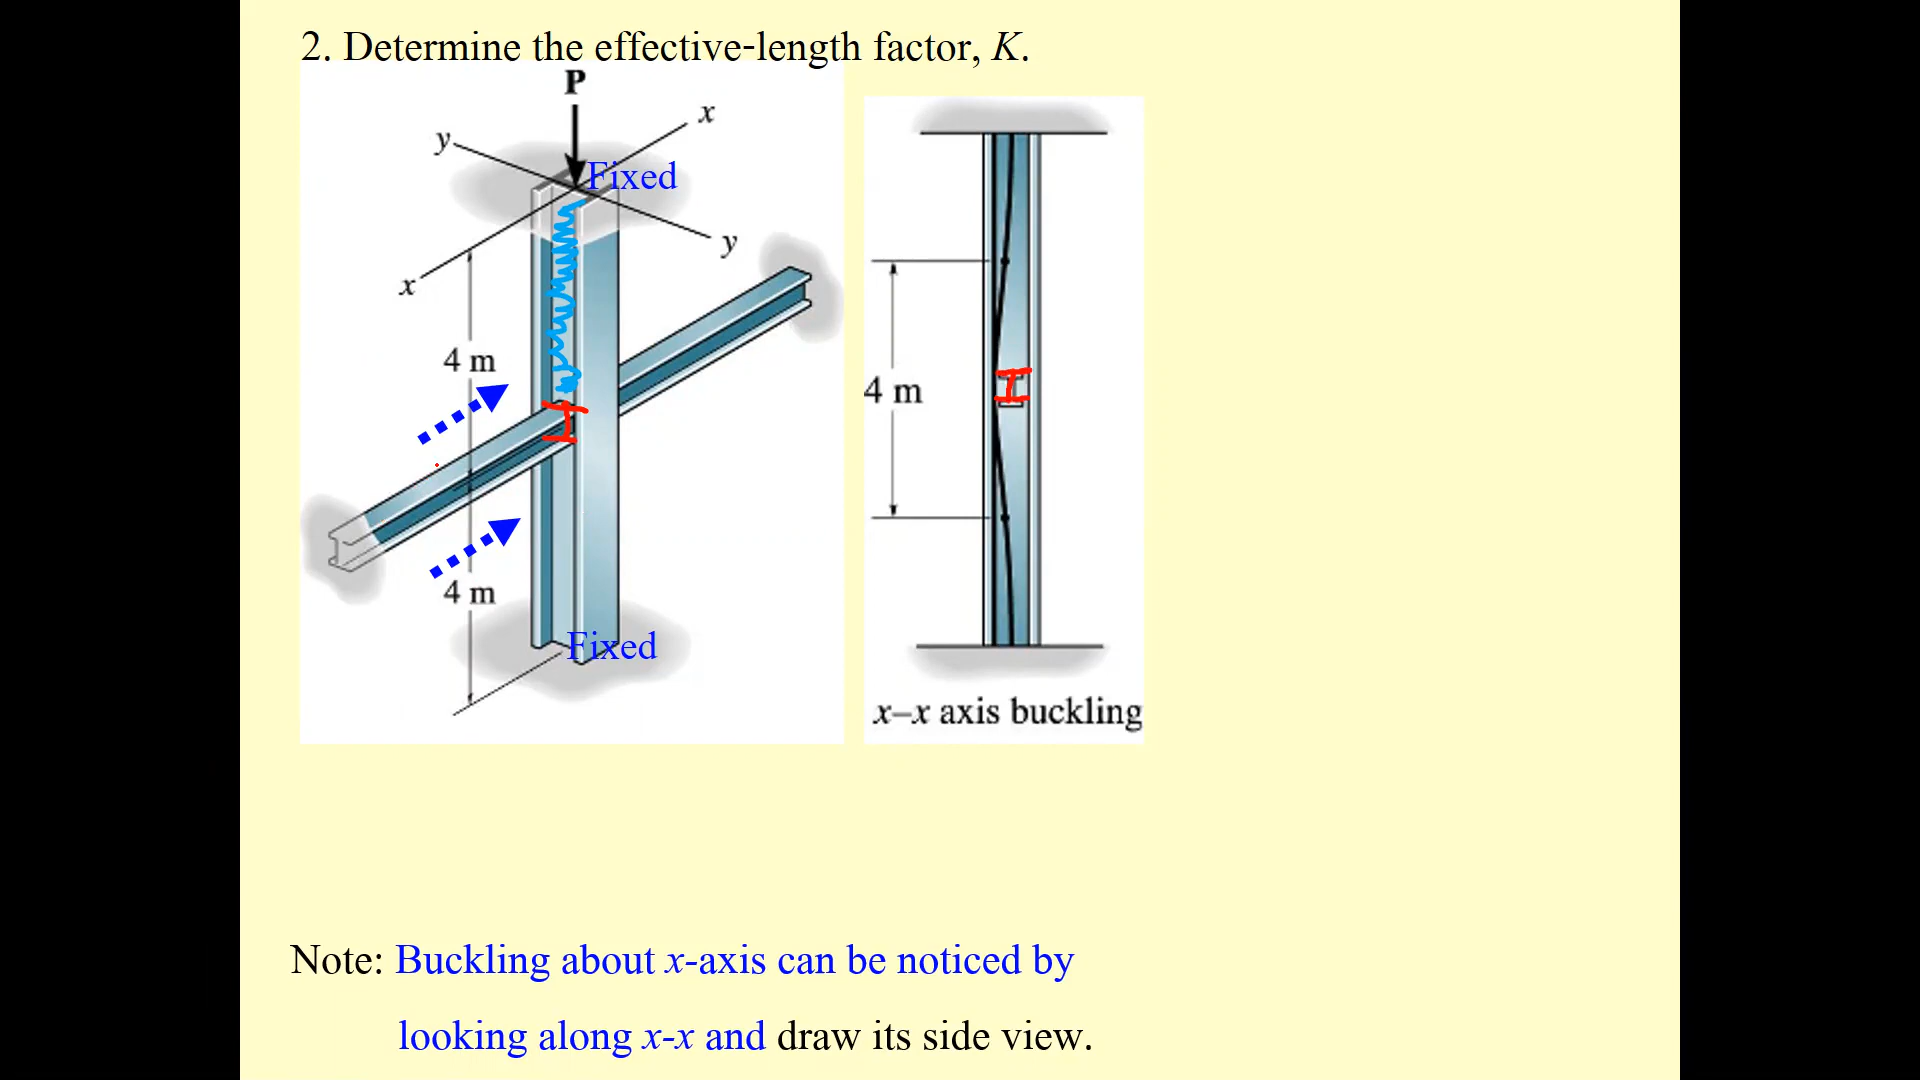 2. Determine the effective-length factor, K.
P
x
y
Fixed
y
x
4 m
4 m
4 m
Fixed
x–x axis buckling
Note: Buckling about x-axis can be noticed by
looking along x-x and draw its side view.